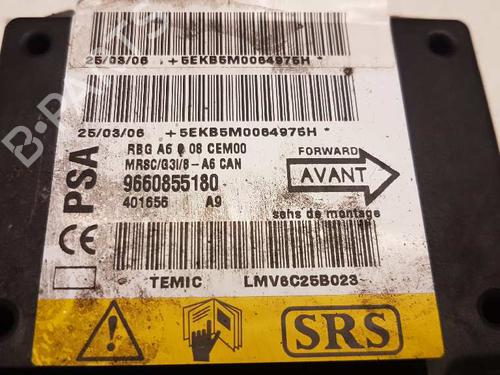 25/03/06 +5EKB5M0064975H *
25/03/06 +5EKB5M0064975H *
PSA
RBG A6 0 08 CEM00
MRSC/G3I/8-A6 CAN
9660855180
401656 A9
FORWARD
AVANT
sens de montage
CE
TEMIC LMV6C25B023
SRS
B-PARTS